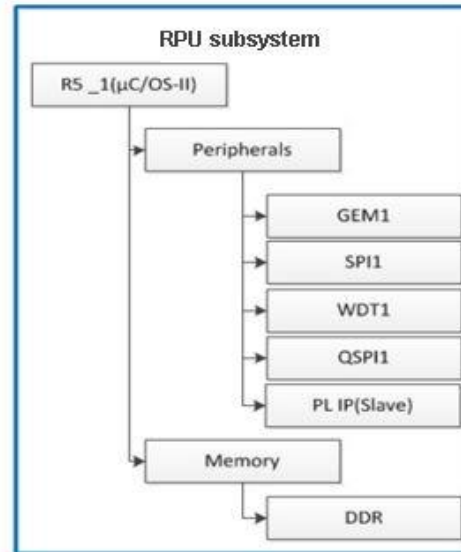 RPU subsystem
R5 _1(µC/OS-II)
Peripherals
GEM1
SPI1
WDT1
QSPI1
PL IP(Slave)
Memory
DDR